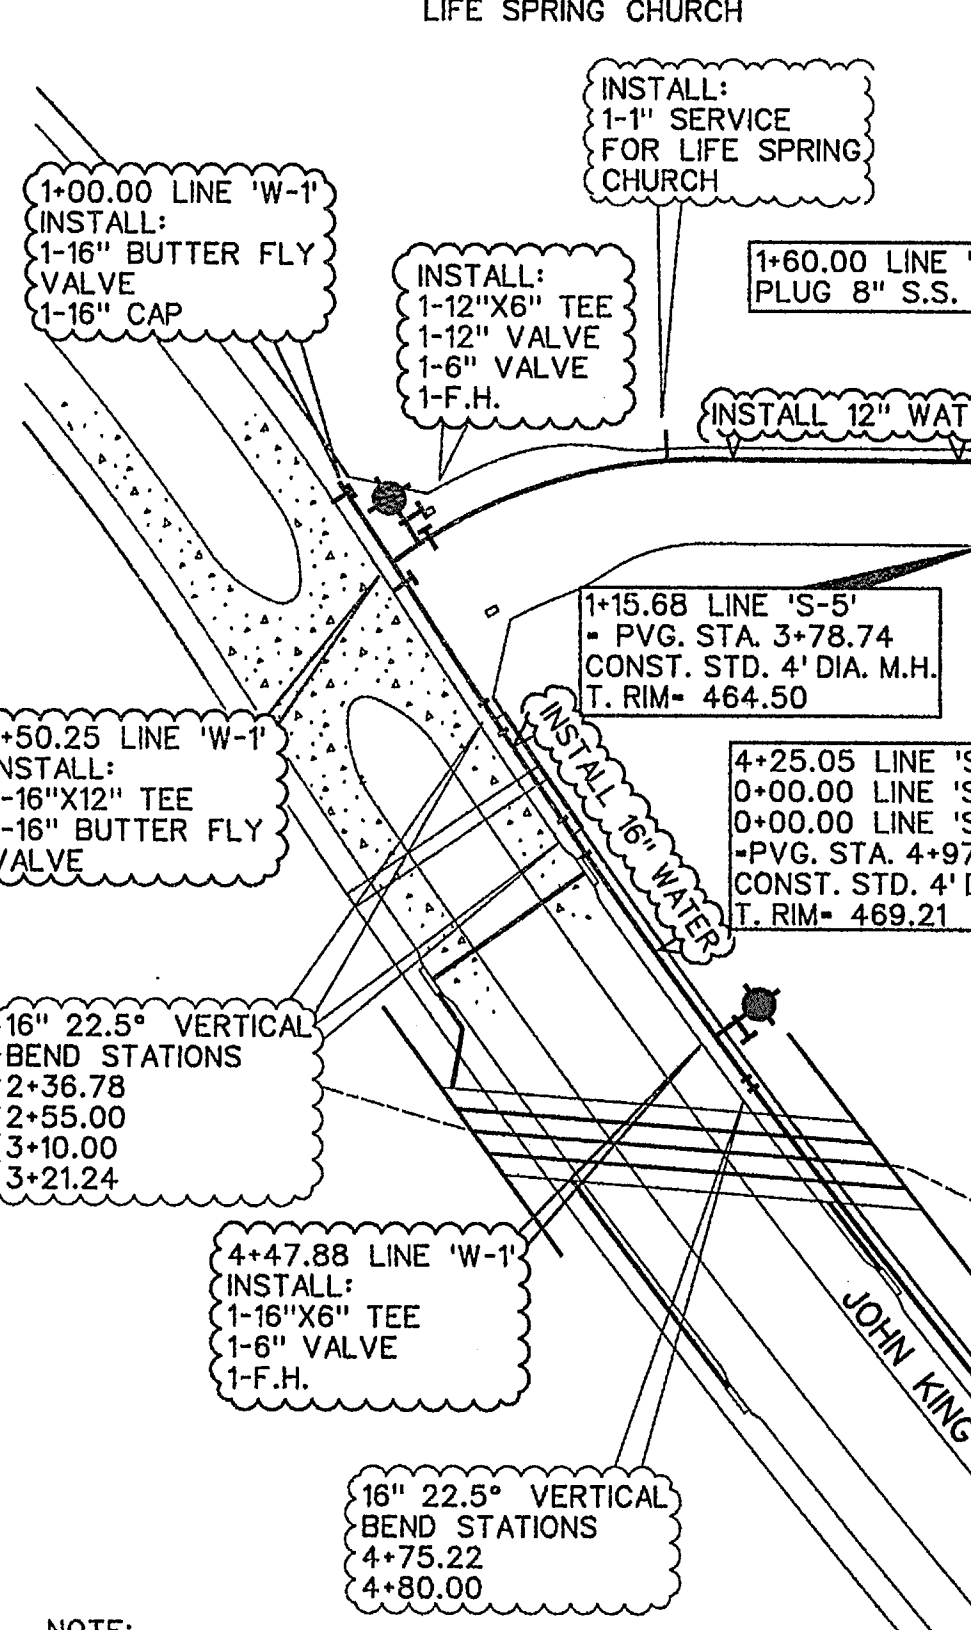 LIFE SPRING CHURCH
INSTALL:
1-1" SERVICE
FOR LIFE SPRING
CHURCH
1+00.00 LINE 'W-1'
INSTALL:
1-16" BUTTER FLY
VALVE
1-16" CAP
INSTALL:
1-12"X6" TEE
1-12" VALVE
1-6" VALVE
1-F.H.
1+60.00 LINE '
PLUG 8" S.S.
INSTALL 12" WAT
1+15.68 LINE 'S-5'
= PVG. STA. 3+78.74
CONST. STD. 4' DIA. M.H.
T. RIM= 464.50
+50.25 LINE 'W-1'
NSTALL:
-16"X12" TEE
-16" BUTTER FLY
VALVE
INSTALL 16" WATER
4+25.05 LINE 'S
0+00.00 LINE 'S
0+00.00 LINE 'S
=PVG. STA. 4+97
CONST. STD. 4' D
T. RIM= 469.21
16" 22.5° VERTICAL
BEND STATIONS
2+36.78
2+55.00
3+10.00
3+21.24
4+47.88 LINE 'W-1'
INSTALL:
1-16"X6" TEE
1-6" VALVE
1-F.H.
JOHN KING
16" 22.5° VERTICAL
BEND STATIONS
4+75.22
4+80.00
NOTE: